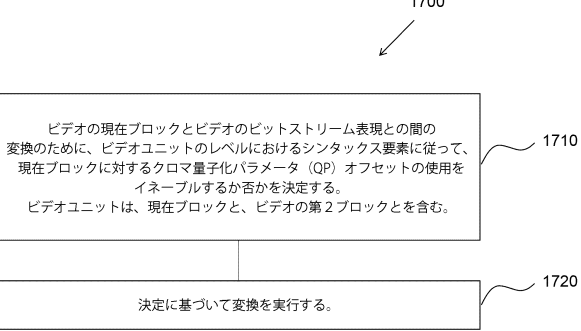 1700
ビデオの現在ブロックとビデオのビットストリーム表現との間の
変換のために、ビデオユニットのレベルにおけるシンタックス要素に従って、
現在ブロックに対するクロマ量子化パラメータ（QP）オフセットの使用を
イネーブルするか否かを決定する。
ビデオユニットは、現在ブロックと、ビデオの第２ブロックとを含む。
1710
決定に基づいて変換を実行する。
1720